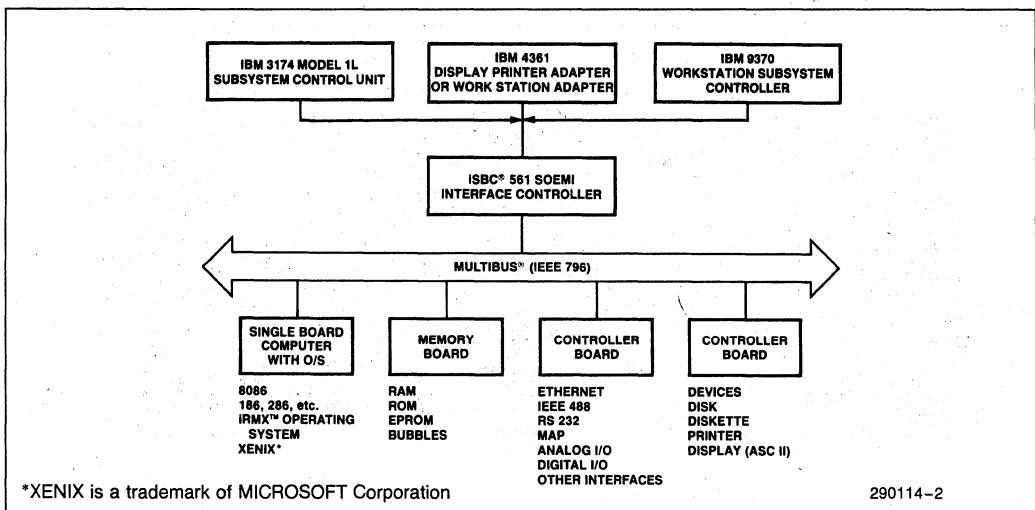 IBM 3174 MODEL 1L
SUBSYSTEM CONTROL UNIT
IBM 4361
DISPLAY PRINTER ADAPTER
OR WORK STATION ADAPTER
IBM 9370
WORKSTATION SUBSYSTEM
CONTROLLER
iSBC® 561 SOEMI
INTERFACE CONTROLLER
MULTIBUS® (IEEE 796)
SINGLE BOARD
COMPUTER
WITH O/S
MEMORY
BOARD
CONTROLLER
BOARD
CONTROLLER
BOARD
8086
186, 286, etc.
iRMX™ OPERATING
SYSTEM
XENIX*
RAM
ROM
EPROM
BUBBLES
ETHERNET
IEEE 488
RS 232
MAP
ANALOG I/O
DIGITAL I/O
OTHER INTERFACES
DEVICES
DISK
DISKETTE
PRINTER
DISPLAY (ASC II)
*XENIX is a trademark of MICROSOFT Corporation
290114-2